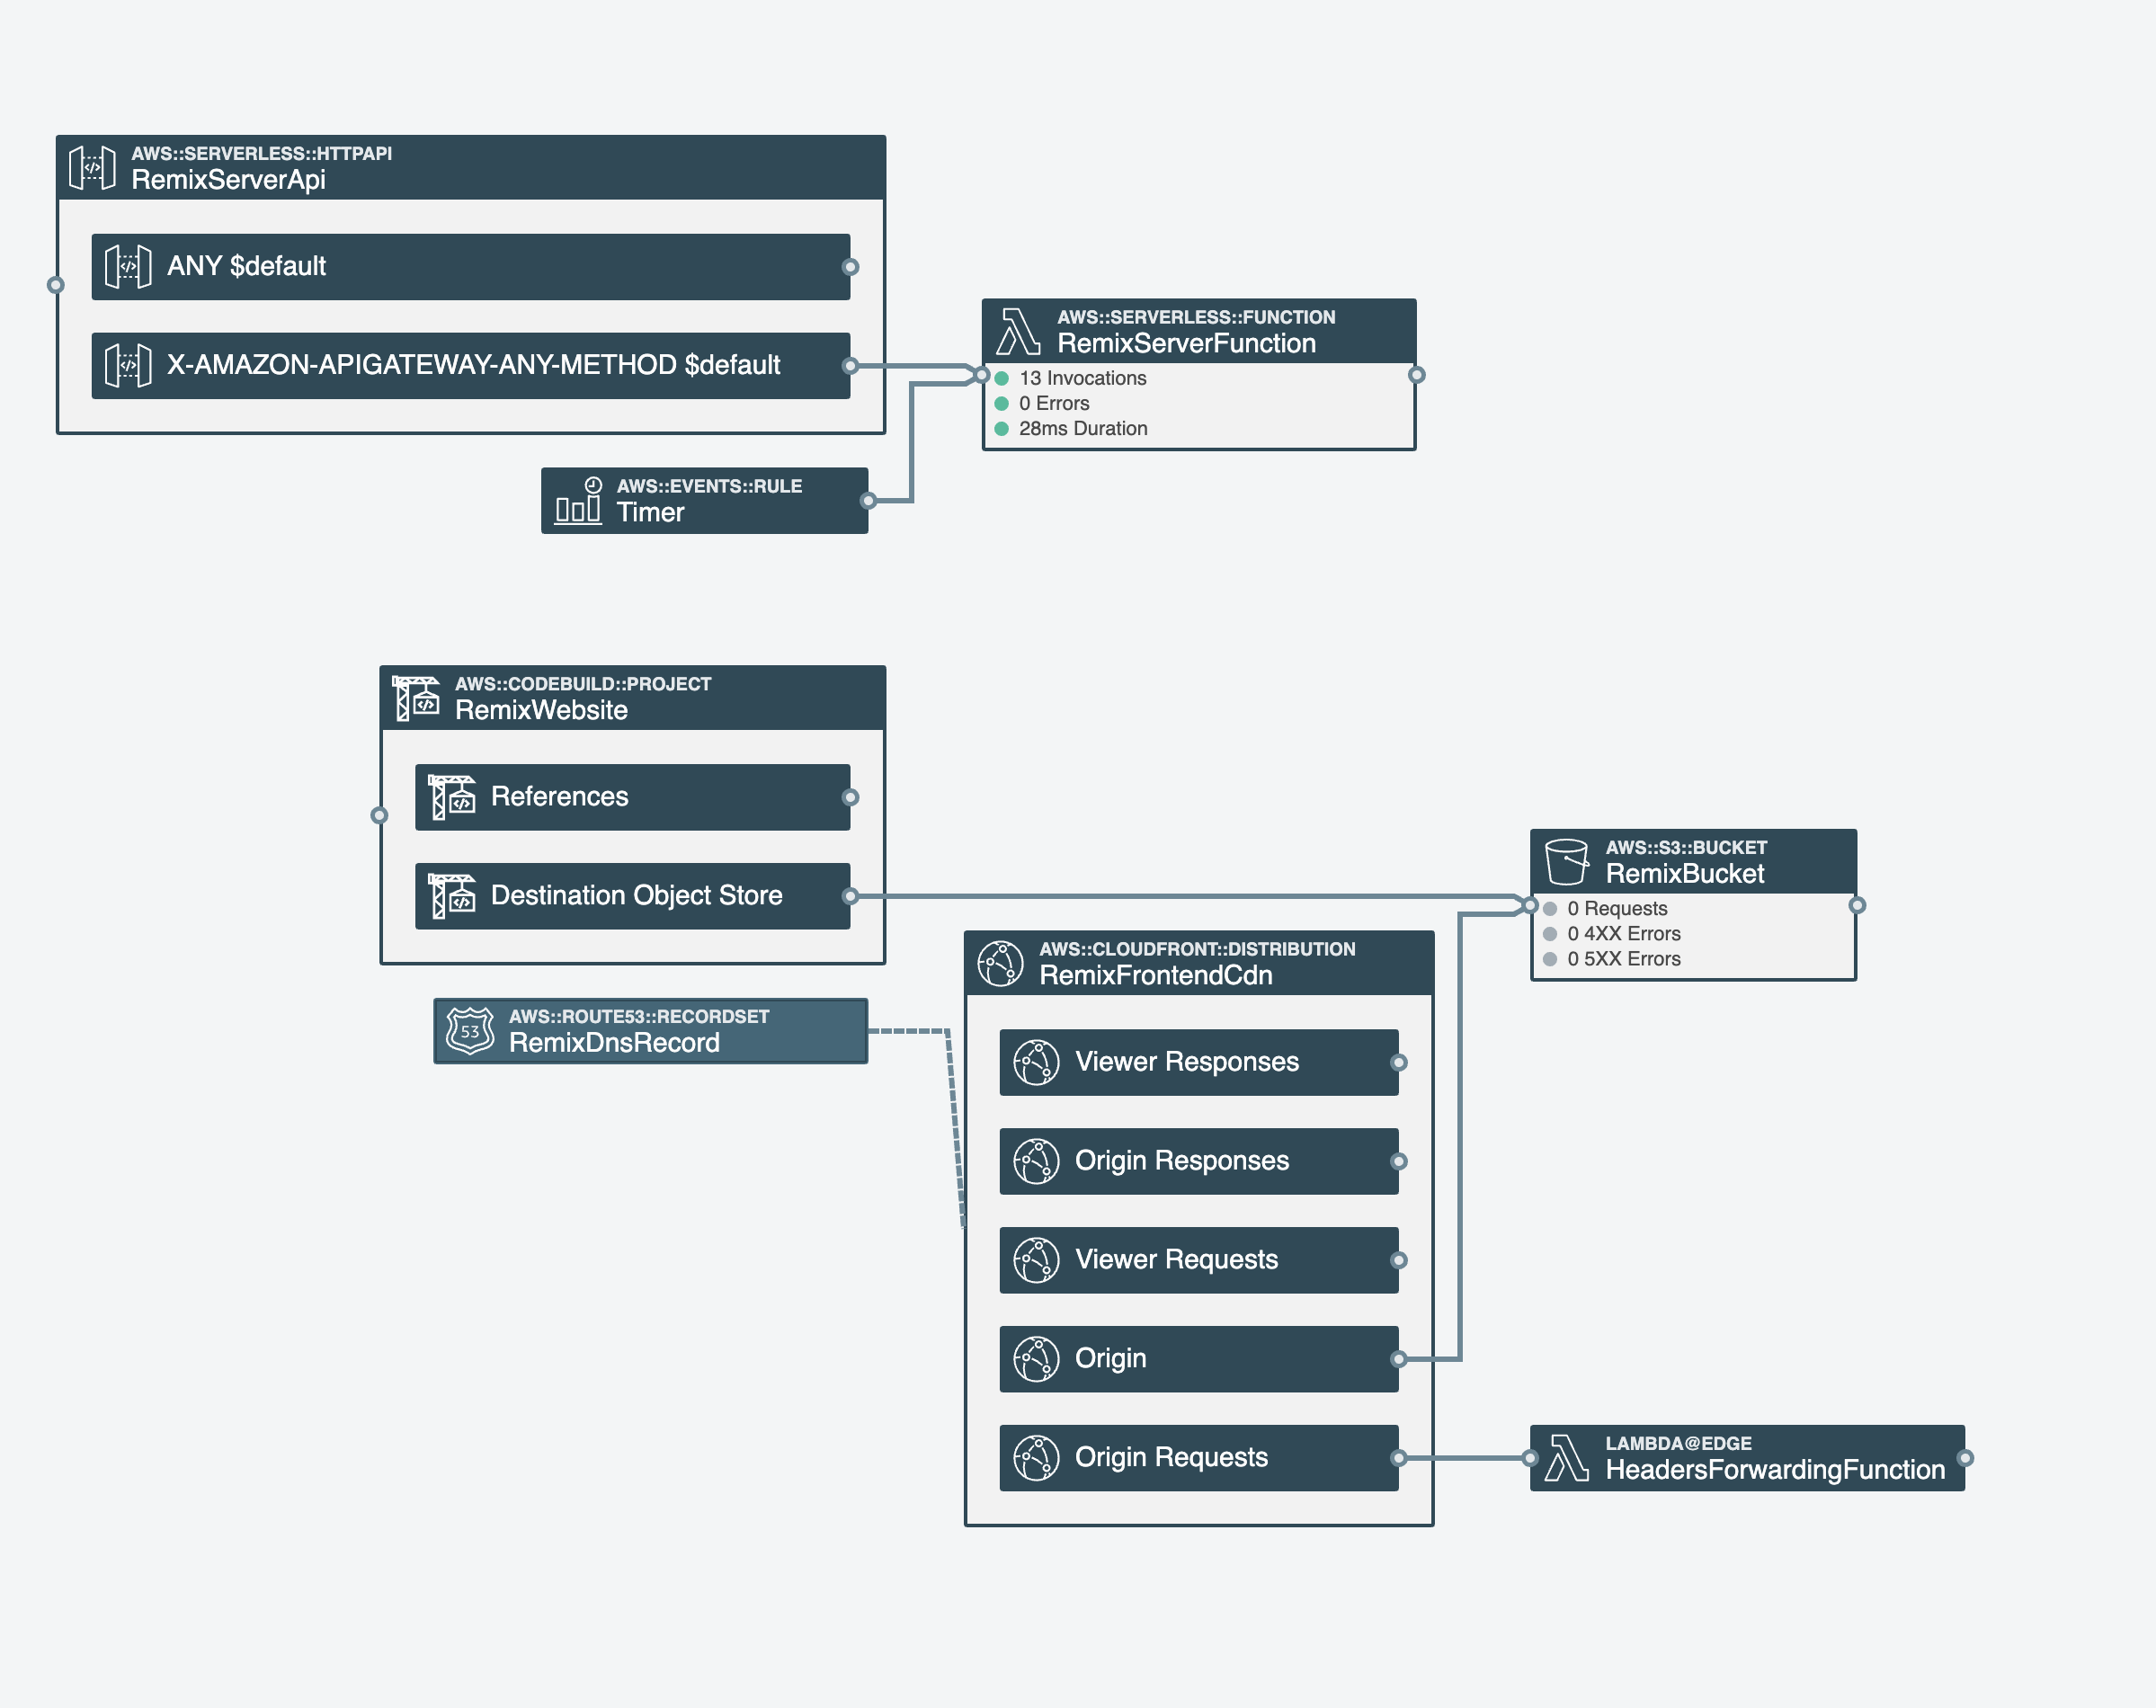 AWS::SERVERLESS::HTTPAPI
RemixServerApi
ANY $default
X-AMAZON-APIGATEWAY-ANY-METHOD $default
AWS::SERVERLESS::FUNCTION
RemixServerFunction
13 Invocations
0 Errors
28ms Duration
AWS::EVENTS::RULE
Timer
AWS::CODEBUILD::PROJECT
RemixWebsite
References
Destination Object Store
AWS::S3::BUCKET
RemixBucket
0 Requests
0 4XX Errors
0 5XX Errors
AWS::CLOUDFRONT::DISTRIBUTION
RemixFrontendCdn
53
AWS::ROUTE53::RECORDSET
RemixDnsRecord
Viewer Responses
Origin Responses
Viewer Requests
Origin
Origin Requests
LAMBDA@EDGE
HeadersForwardingFunction